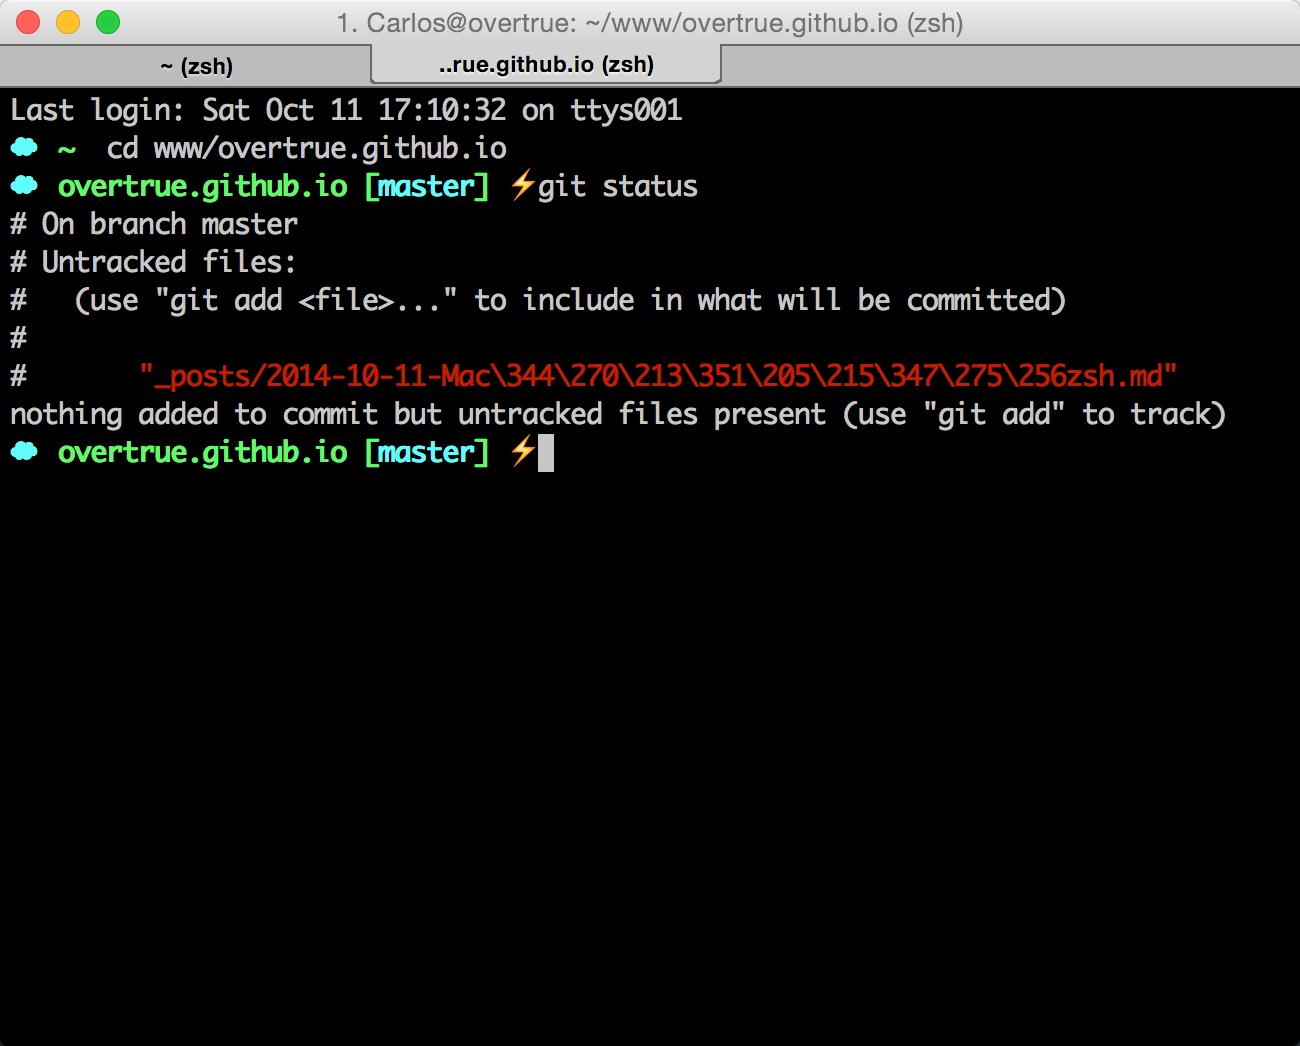 1. Carlos@overtrue: ~/www/overtrue.github.io (zsh)
~ (zsh)
..rue.github.io (zsh)
Last login: Sat Oct 11 17:10:32 on ttys001
~ cd www/overtrue.github.io
overtrue.github.io [master] ⚡git status
# On branch master
# Untracked files:
#   (use "git add <file>..." to include in what will be committed)
#
#       "_posts/2014-10-11-Mac\344\270\213\351\205\215\347\275\256zsh.md"
nothing added to commit but untracked files present (use "git add" to track)
overtrue.github.io [master] ⚡